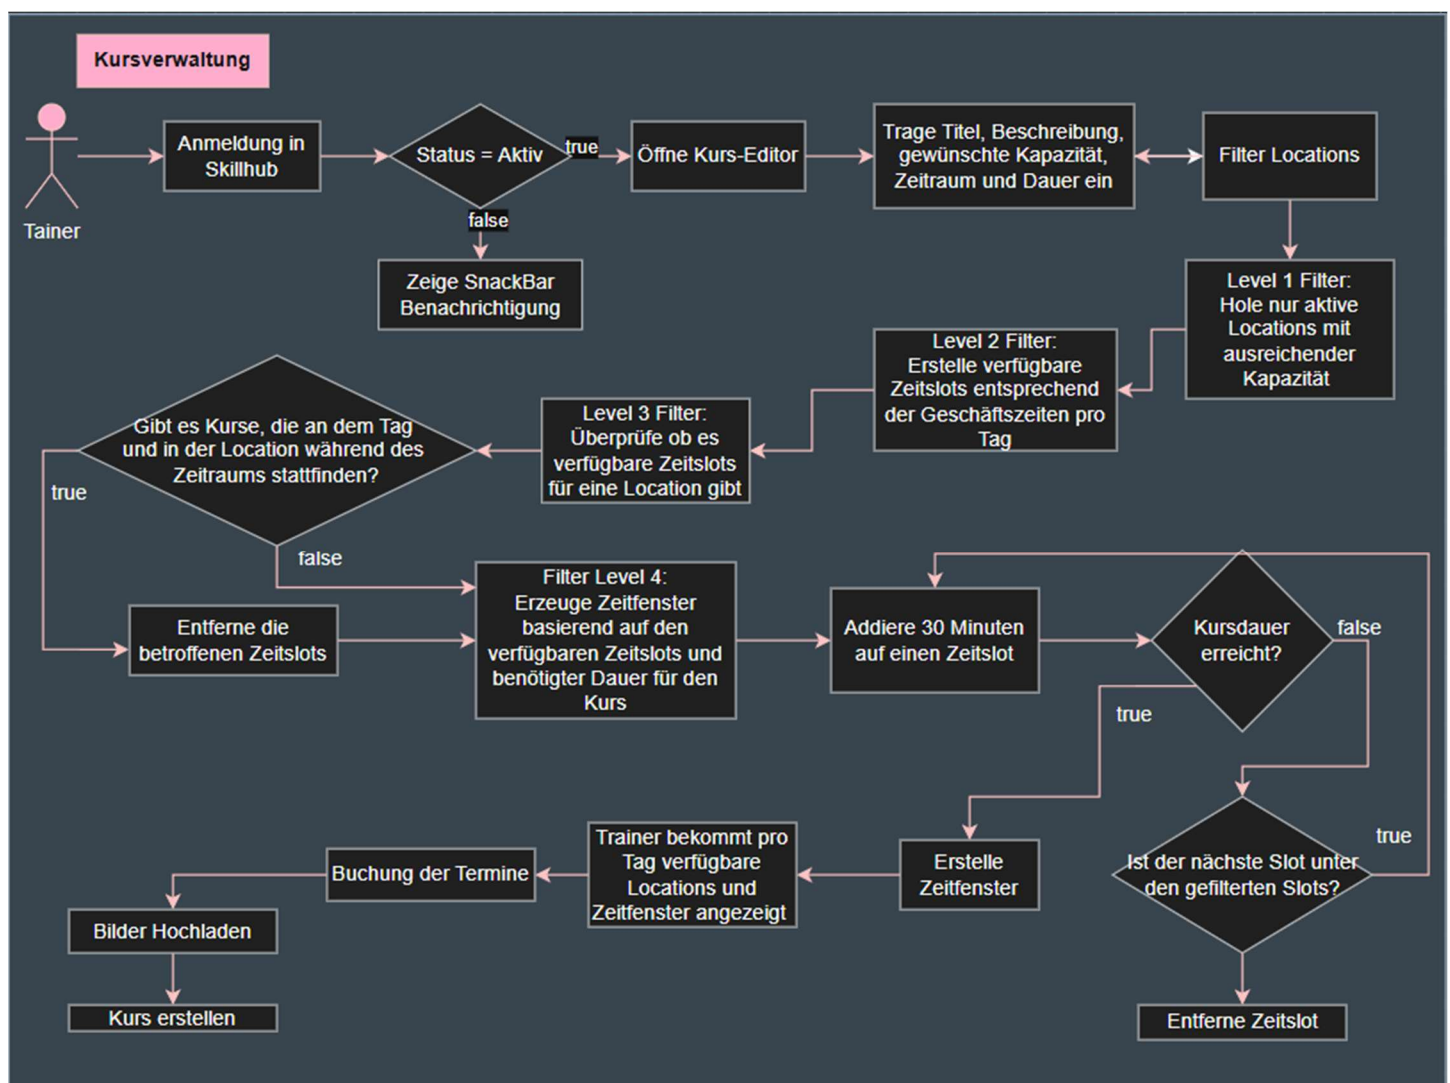 Kursverwaltung
Tainer
Anmeldung in
Skillhub
Status = Aktiv
true
false
Zeige SnackBar
Benachrichtigung
Öffne Kurs-Editor
Trage Titel, Beschreibung,
gewünschte Kapazität,
Zeitraum und Dauer ein
Filter Locations
Level 1 Filter:
Hole nur aktive
Locations mit
ausreichender
Kapazität
Level 2 Filter:
Erstelle verfügbare
Zeitslots entsprechend
der Geschäftszeiten pro
Tag
Level 3 Filter:
Überprüfe ob es
verfügbare Zeitslots
für eine Location gibt
Gibt es Kurse, die an dem Tag
und in der Location während des
Zeitraums stattfinden?
true
false
Entferne die
betroffenen Zeitslots
Filter Level 4:
Erzeuge Zeitfenster
basierend auf den
verfügbaren Zeitslots und
benötigter Dauer für den
Kurs
Addiere 30 Minuten
auf einen Zeitslot
Kursdauer
erreicht?
false
true
Ist der nächste Slot unter
den gefilterten Slots?
true
Entferne Zeitslot
Erstelle
Zeitfenster
Trainer bekommt pro
Tag verfügbare
Locations und
Zeitfenster angezeigt
Buchung der Termine
Bilder Hochladen
Kurs erstellen